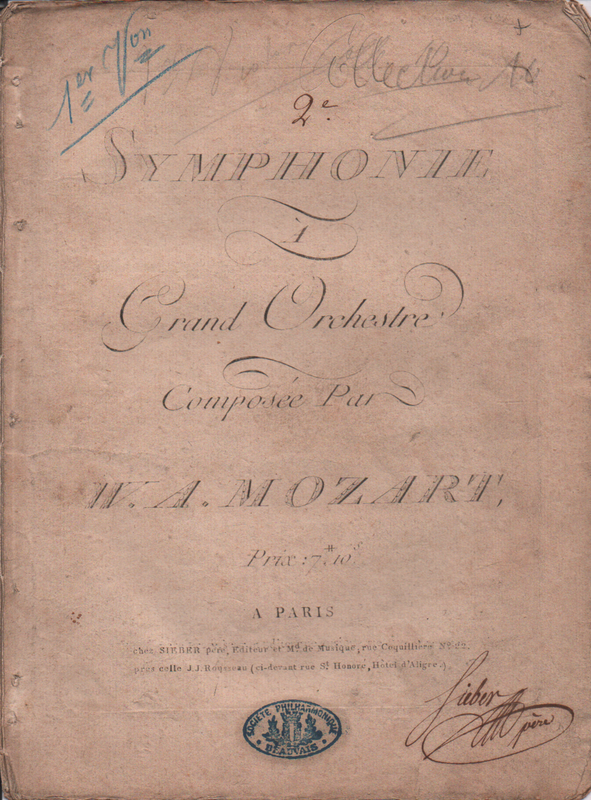 1er Von
Collection
2e.
SYMPHONIE
A
Grand Orchestre
Composée Par
W. A. MOZART,
Prix: 7# 10s
A PARIS
chez SIEBER père, Editeur et Md. de Musique, rue Coquillière No. 22.
près celle J.J. Rousseau (ci-devant rue St. Honoré, Hôtel d'Aligre.)
Sieber père
SOCIÉTÉ PHILHARMONIQUE
BEAUVAIS